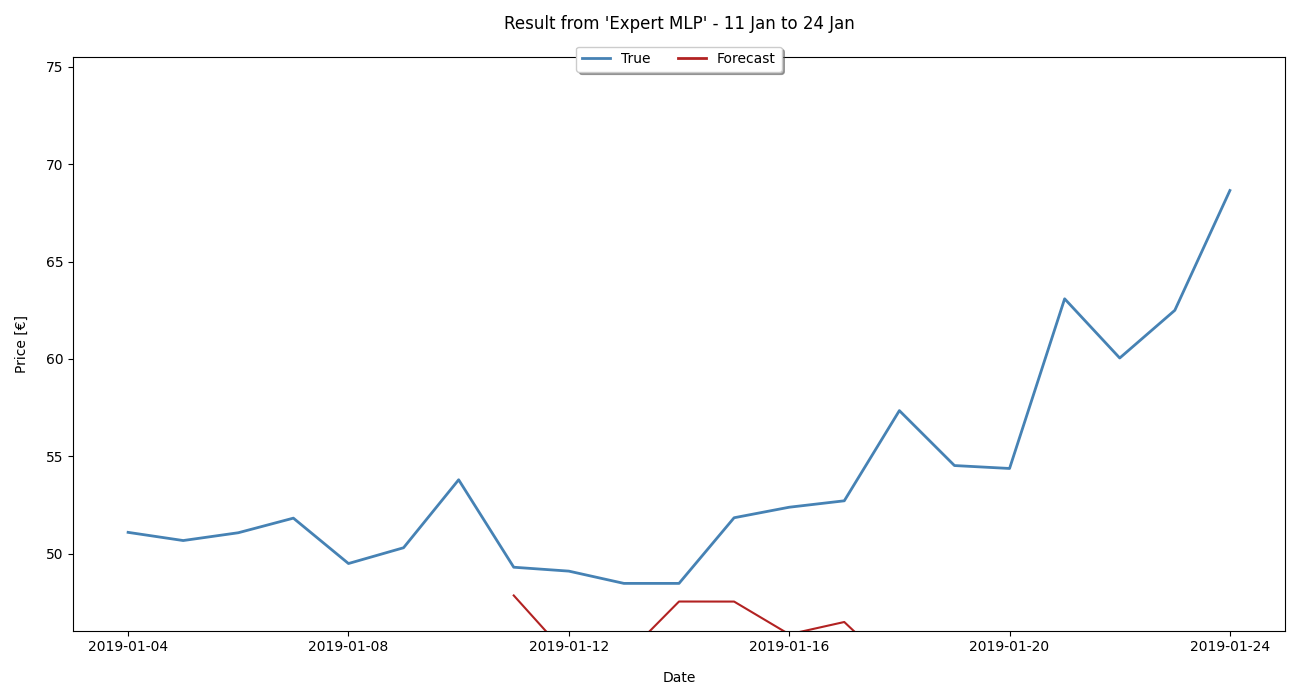 Result from 'Expert MLP' - 11 Jan to 24 Jan
True Forecast
75
70
65
60
55
50
Price [€]
2019-01-04 2019-01-08 2019-01-12 2019-01-16 2019-01-20 2019-01-24
Date